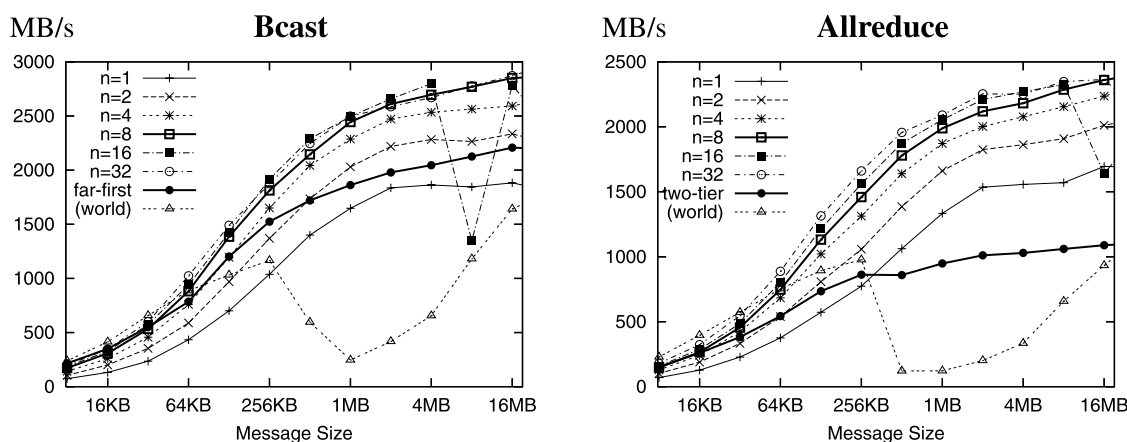 MB/s Bcast
3000
2500
2000
1500
1000
500
0
n=1
n=2
n=4
n=8
n=16
n=32
far-first
(world)
16KB 64KB 256KB 1MB 4MB 16MB
Message Size
MB/s Allreduce
2500
2000
1500
1000
500
0
n=1
n=2
n=4
n=8
n=16
n=32
two-tier
(world)
16KB 64KB 256KB 1MB 4MB 16MB
Message Size